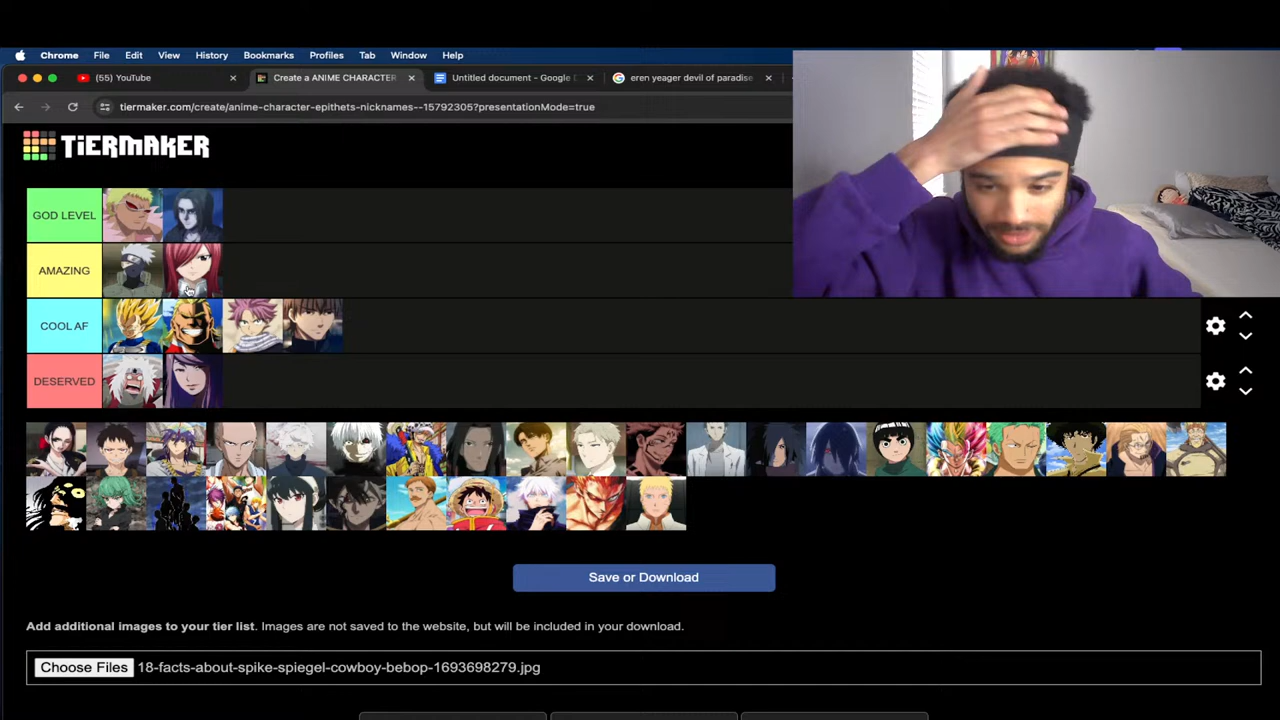 Chrome File Edit View History Bookmarks Profiles Tab Window Help
(55) YouTube
Create a ANIME CHARACTER
Untitled document - Google
eren yeager devil of paradise
tiermaker.com/create/anime-character-epithets-nicknames--15792305?presentationMode=true
TiERMAKER
GOD LEVEL
AMAZING
COOL AF
DESERVED
Save or Download
Add additional images to your tier list. Images are not saved to the website, but will be included in your download.
Choose Files 18-facts-about-spike-spiegel-cowboy-bebop-1693698279.jpg